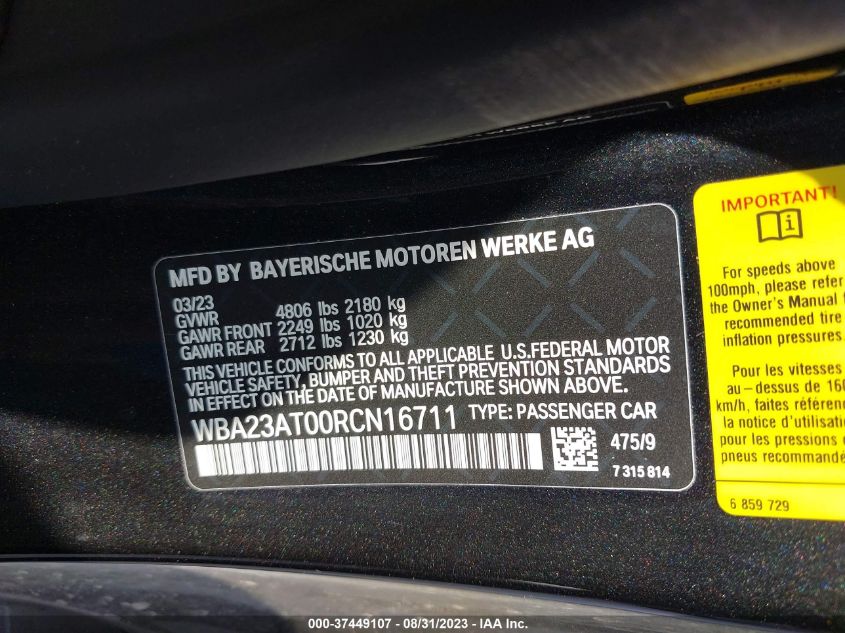 MFD BY BAYERISCHE MOTOREN WERKE AG
03/23
GVWR 4806 lbs 2180 kg
GAWR FRONT 2249 lbs 1020 kg
GAWR REAR 2712 lbs 1230 kg
THIS VEHICLE CONFORMS TO ALL APPLICABLE U.S.FEDERAL MOTOR
VEHICLE SAFETY, BUMPER AND THEFT PREVENTION STANDARDS
IN EFFECT ON THE DATE OF MANUFACTURE SHOWN ABOVE.
WBA23AT00RCN16711 TYPE: PASSENGER CAR
475/9
7 315 814
IMPORTANT!
For speeds above
100mph, please refer
the Owner's Manual
recommended tire
inflation pressures
Pour les vitesses
au-dessus de 160
km/h, faites
la notice
pour les pressions
pneus
6 859 729
000-37449107 - 08/31/2023 - IAA Inc.